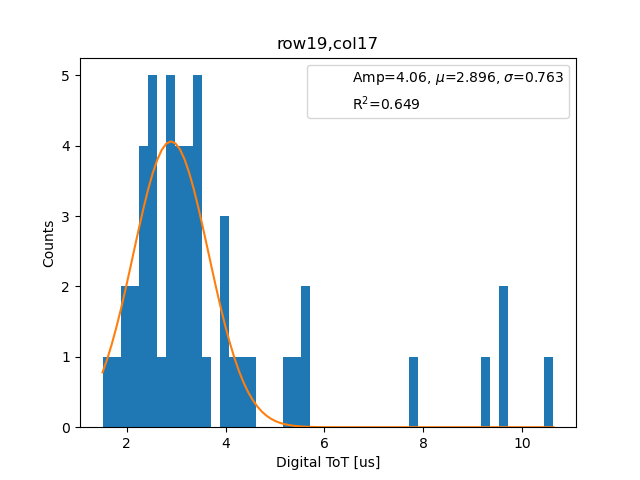 row19,col17
Amp=4.06, μ=2.896, σ=0.763
R²=0.649
5
4
3
2
1
0
Counts
2 4 6 8 10
Digital ToT [us]